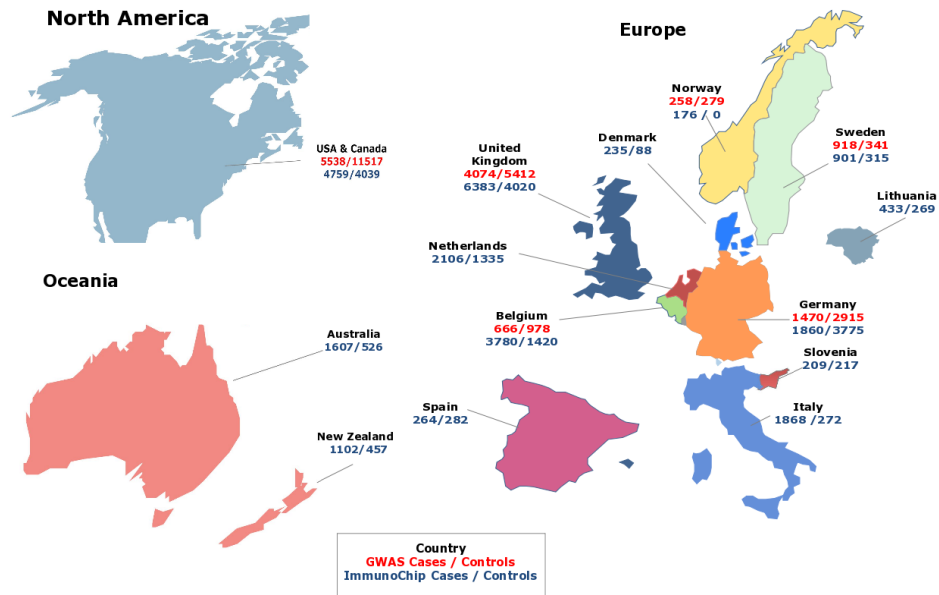 North America
USA & Canada
5538/11517
4759/4039
Oceania
Australia
1607/526
New Zealand
1102/457
Europe
Norway
258/279
176 / 0
Denmark
235/88
Sweden
918/341
901/315
United
Kingdom
4074/5412
6383/4020
Lithuania
433/269
Netherlands
2106/1335
Belgium
666/978
3780/1420
Germany
1470/2915
1860/3775
Slovenia
209/217
Spain
264/282
Italy
1868 /272
Country
GWAS Cases / Controls
ImmunoChip Cases / Controls